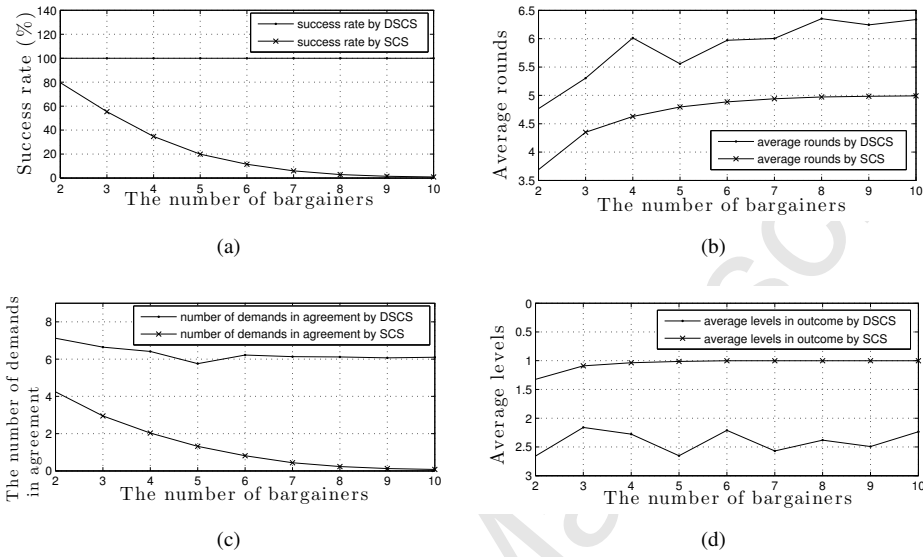 success rate by DSCS
success rate by SCS
Success rate (%)
140
120
100
80
60
40
20
0
2 3 4 5 6 7 8 9 10
The number of bargainers
(a)
6.5
6
5.5
5
4.5
4
3.5
Average rounds
average rounds by DSCS
average rounds by SCS
2 3 4 5 6 7 8 9 10
The number of bargainers
(b)
number of demands in agreement by DSCS
number of demands in agreement by SCS
The number of demands
in agreement
8
6
4
2
0
2 3 4 5 6 7 8 9 10
The number of bargainers
(c)
0
0.5
1
1.5
2
2.5
3
Average levels
average levels in outcome by DSCS
average levels in outcome by SCS
2 3 4 5 6 7 8 9 10
The number of bargainers
(d)